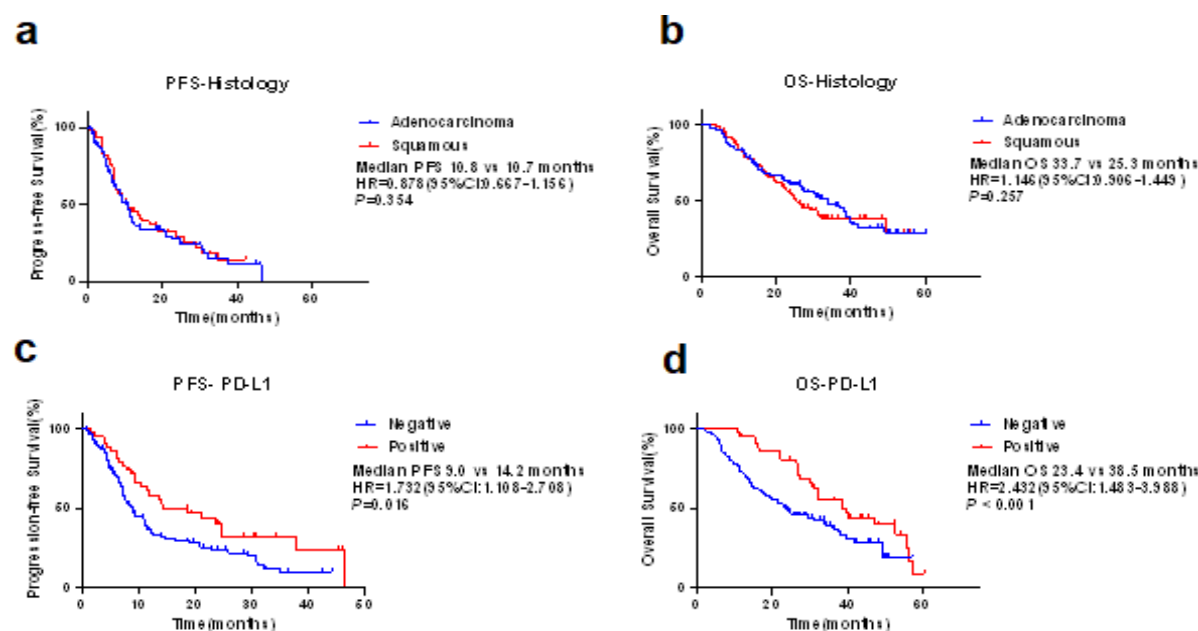 a
PFS-Histology
Progress-free Survival(%)
100
50
0
0 20 40 60
Time(months)
Adenocarcinoma
Squamous
Median PFS 10.8 vs 10.7 months
HR=0.878(95%CI:0.667-1.156)
P=0.354
b
OS-Histology
Overall Survival(%)
100
50
0
0 20 40 60
Time(months)
Adenocarcinoma
Squamous
Median OS 33.7 vs 25.3 months
HR=1.146(95%CI:0.906-1.449)
P=0.257
c
PFS- PD-L1
Progression-free Survival(%)
100
50
0
0 10 20 30 40 50
Time(months)
Negative
Positive
Median PFS 9.0 vs 14.2 months
HR=1.732(95%CI:1.108-2.708)
P=0.016
d
OS-PD-L1
Overall Survival(%)
100
50
0
0 20 40 60
Time(months)
Negative
Positive
Median OS 23.4 vs 38.5 months
HR=2.432(95%CI:1.483-3.988)
P < 0.001